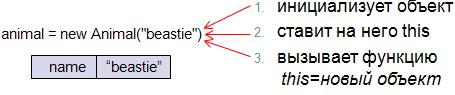 animal = new Animal("beastie")
name "beastie"
1. инициализует объект
2. ставит на него this
3. вызывает функцию
this=новый объект